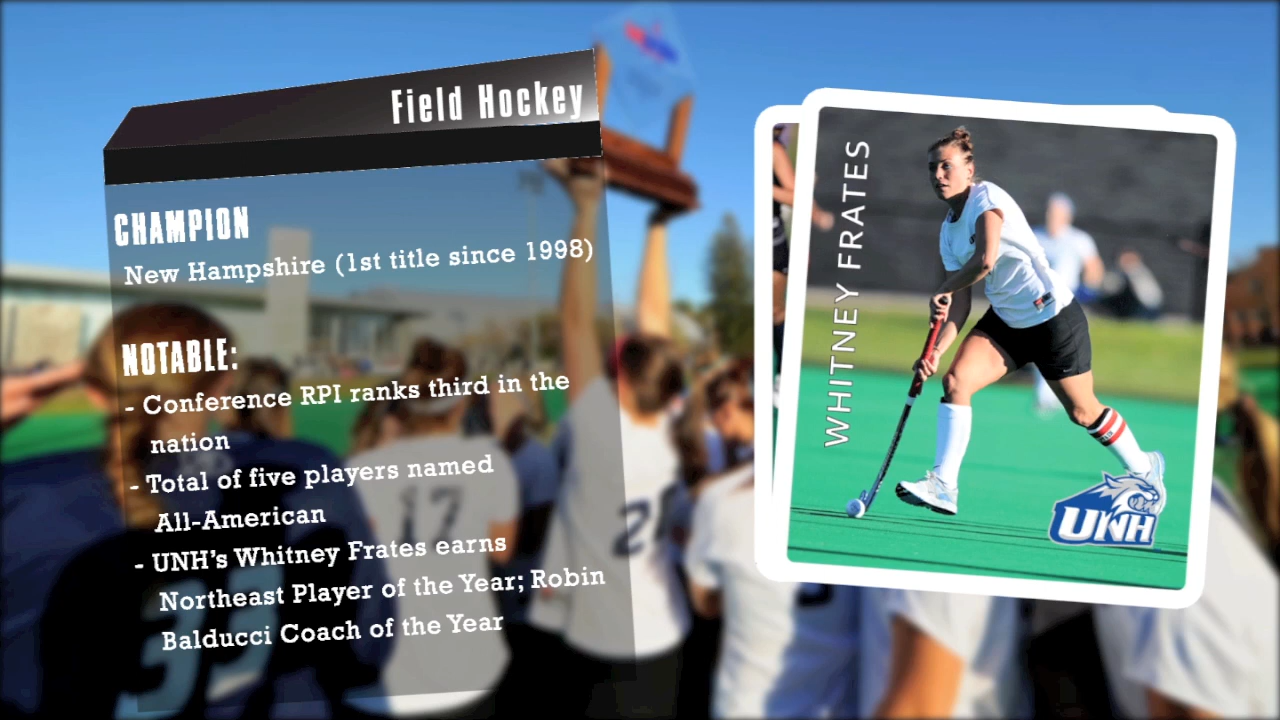 Field Hockey
CHAMPION
New Hampshire (1st title since 1998)
NOTABLE:
- Conference RPI ranks third in the
nation
- Total of five players named
All-American
- UNH's Whitney Frates earns
Northeast Player of the Year; Robin
Balducci Coach of the Year
WHITNEY FRATES
UNH
17